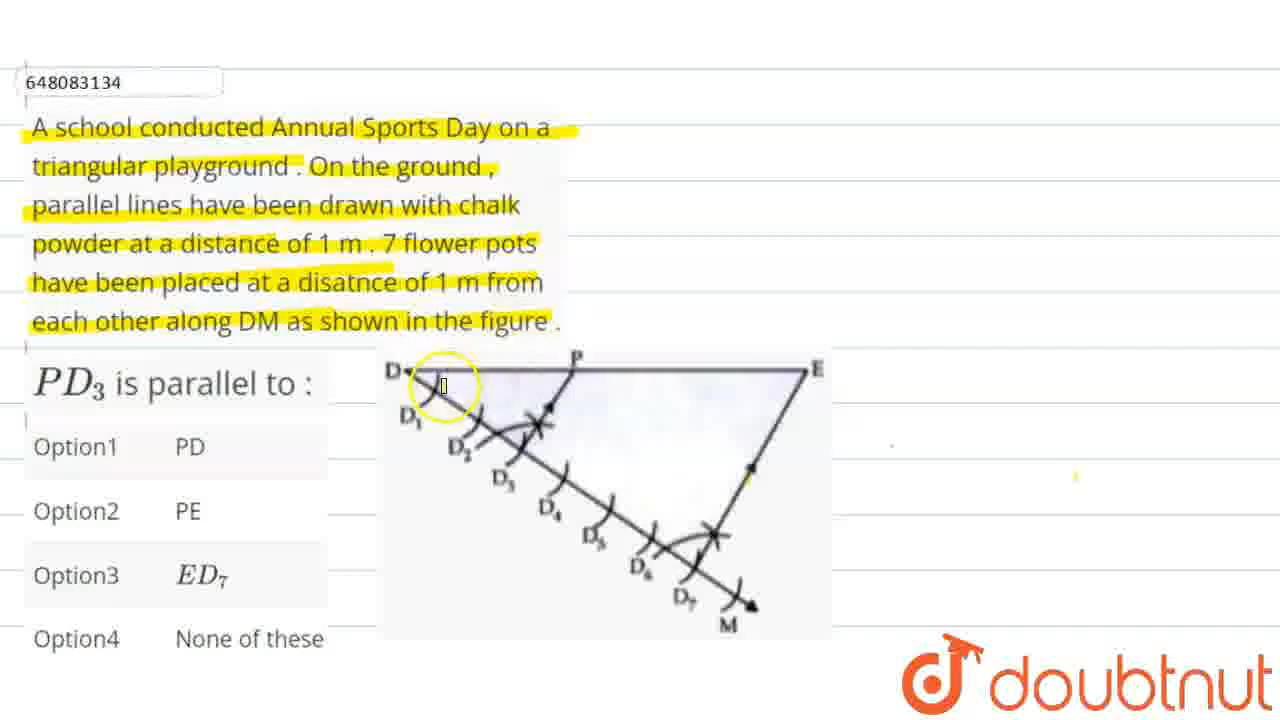 648083134
A school conducted Annual Sports Day on a
triangular playground . On the ground ,
parallel lines have been drawn with chalk
powder at a distance of 1 m . 7 flower pots
have been placed at a disatnce of 1 m from
each other along DM as shown in the figure .
PD₃ is parallel to :
Option1 PD
Option2 PE
Option3 ED₇
Option4 None of these
D P E
D₁
D₂
D₃
D₄
D₅
D₆
D₇
M
doubtnut